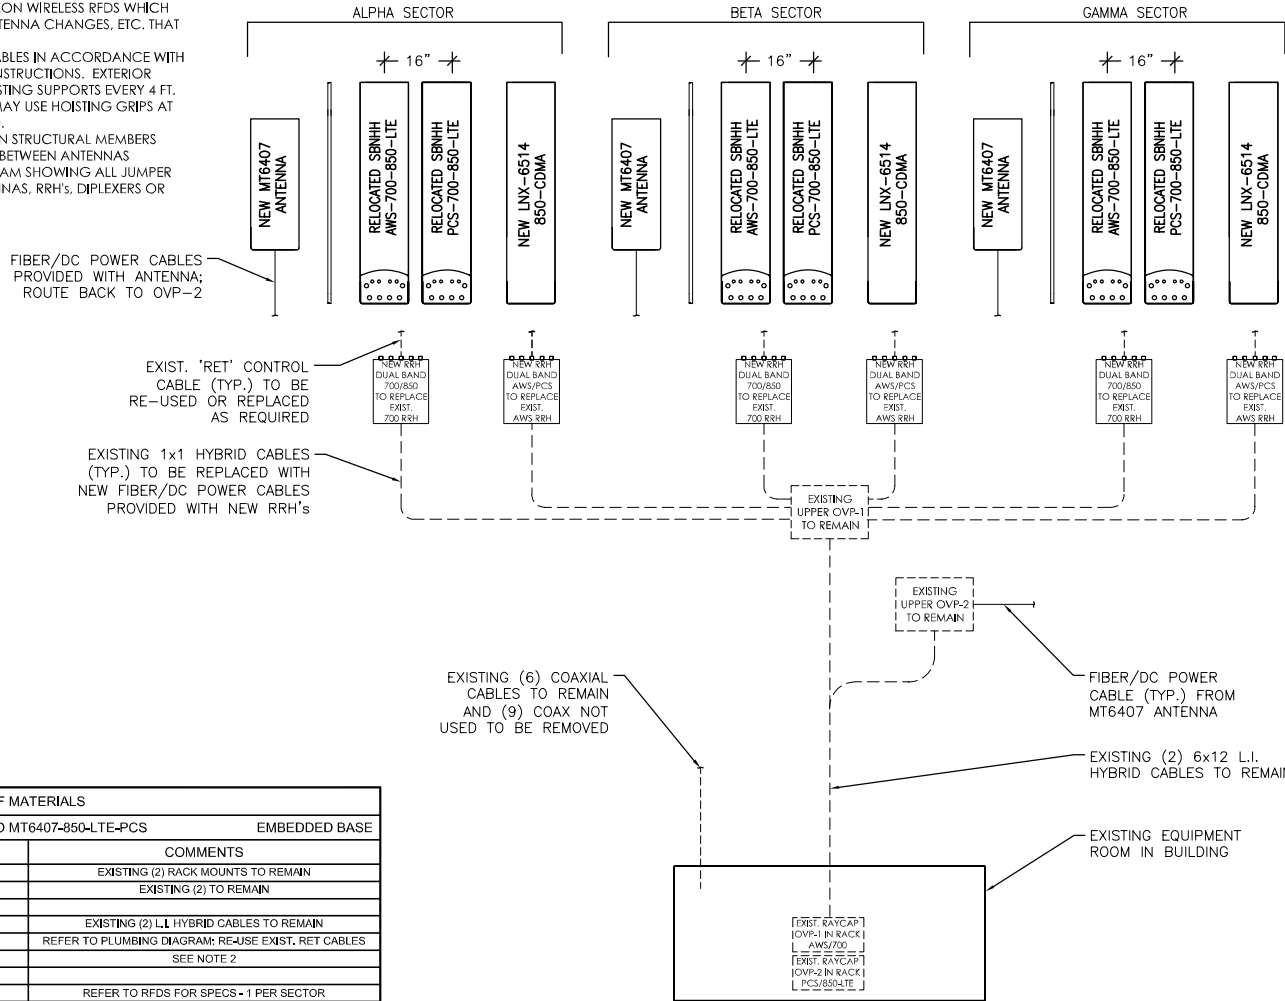 ON WIRELESS RFDS WHICH
TENNA CHANGES, ETC. THAT
ABLES IN ACCORDANCE WITH
NSTRUCTIONS. EXTERIOR
STING SUPPORTS EVERY 4 FT.
MAY USE HOISTING GRIPS AT
N STRUCTURAL MEMBERS
BETWEEN ANTENNAS
AM SHOWING ALL JUMPER
NNAS, RRH's, DIPLEXERS OR
ALPHA SECTOR
BETA SECTOR
GAMMA SECTOR
16"
16"
16"
NEW MT6407
ANTENNA
RELOCATED SBNHH
AWS-700-850-LTE
RELOCATED SBNHH
PCS-700-850-LTE
NEW LNX-6514
850-CDMA
NEW MT6407
ANTENNA
RELOCATED SBNHH
AWS-700-850-LTE
RELOCATED SBNHH
PCS-700-850-LTE
NEW LNX-6514
850-CDMA
NEW MT6407
ANTENNA
RELOCATED SBNHH
AWS-700-850-LTE
RELOCATED SBNHH
PCS-700-850-LTE
NEW LNX-6514
850-CDMA
FIBER/DC POWER CABLES
PROVIDED WITH ANTENNA;
ROUTE BACK TO OVP-2
EXIST. 'RET' CONTROL
CABLE (TYP.) TO BE
RE-USED OR REPLACED
AS REQUIRED
NEW RRH
DUAL BAND
700/850
TO REPLACE
EXIST.
700 RRH
NEW RRH
DUAL BAND
AWS/PCS
TO REPLACE
EXIST.
AWS RRH
NEW RRH
DUAL BAND
700/850
TO REPLACE
EXIST.
700 RRH
NEW RRH
DUAL BAND
AWS/PCS
TO REPLACE
EXIST.
AWS RRH
NEW RRH
DUAL BAND
700/850
TO REPLACE
EXIST.
700 RRH
NEW RRH
DUAL BAND
AWS/PCS
TO REPLACE
EXIST.
AWS RRH
EXISTING 1x1 HYBRID CABLES
(TYP.) TO BE REPLACED WITH
NEW FIBER/DC POWER CABLES
PROVIDED WITH NEW RRH's
EXISTING
UPPER OVP-1
TO REMAIN
EXISTING
UPPER OVP-2
TO REMAIN
EXISTING (6) COAXIAL
CABLES TO REMAIN
AND (9) COAX NOT
USED TO BE REMOVED
FIBER/DC POWER
CABLE (TYP.) FROM
MT6407 ANTENNA
EXISTING (2) 6x12 L.I.
HYBRID CABLES TO REMAIN
EXISTING EQUIPMENT
ROOM IN BUILDING
EXIST. RAYCAP
OVP-1 IN RACK
AWS/700
EXIST. RAYCAP
OVP-2 IN RACK
PCS/850-LTE
F MATERIALS
MT6407-850-LTE-PCS EMBEDDED BASE
COMMENTS
EXISTING (2) RACK MOUNTS TO REMAIN
EXISTING (2) TO REMAIN
EXISTING (2) L.I. HYBRID CABLES TO REMAIN
REFER TO PLUMBING DIAGRAM; RE-USE EXIST. RET CABLES
SEE NOTE 2
REFER TO RFDS FOR SPECS - 1 PER SECTOR